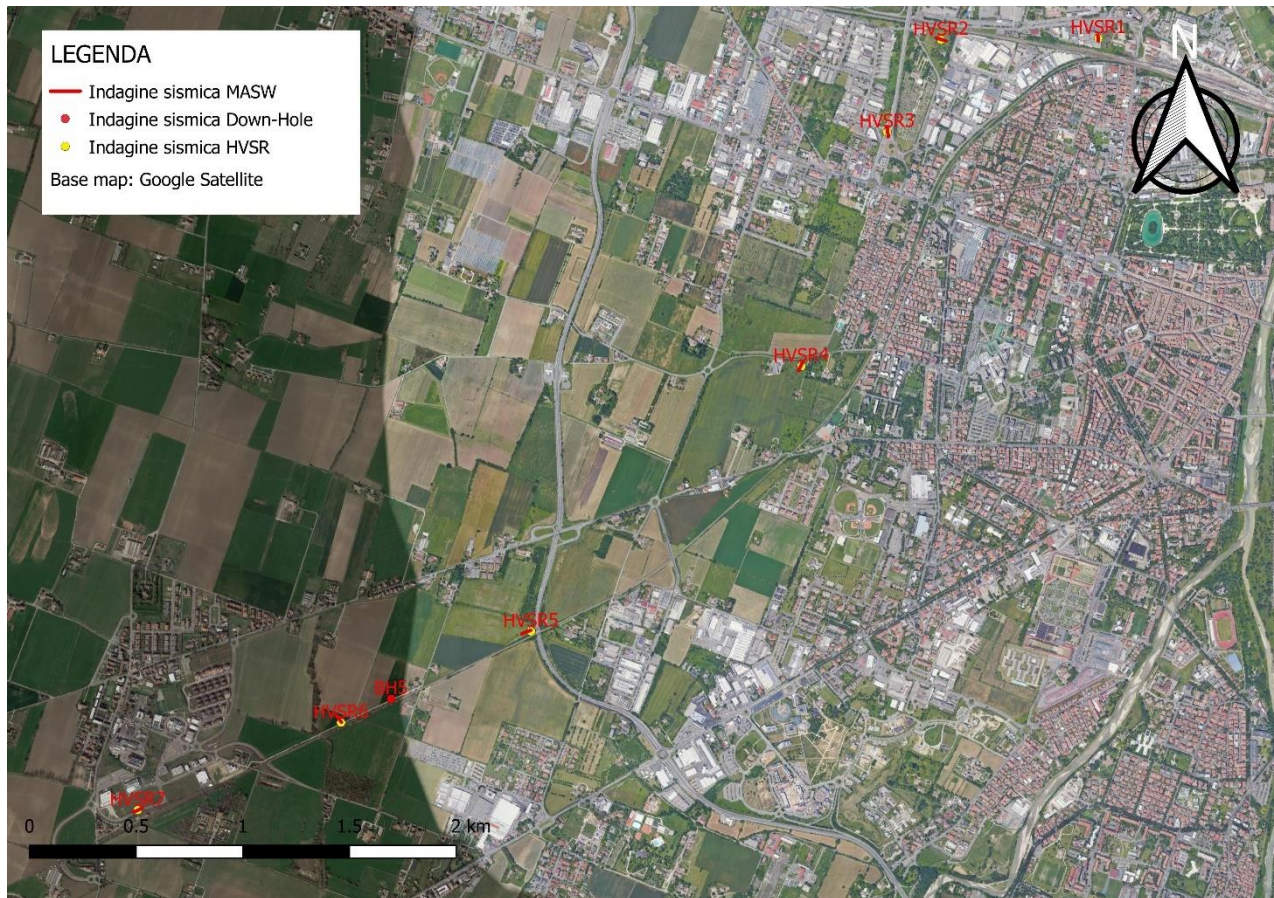 HVSR2
HVSR1
N
LEGENDA
Indagine sismica MASW
Indagine sismica Down-Hole
Indagine sismica HVSR
Base map: Google Satellite
HVSR3
HVSR4
HVSR5
BH5
HVSR6
HVSR7
0 0.5 1 1.5 2 km